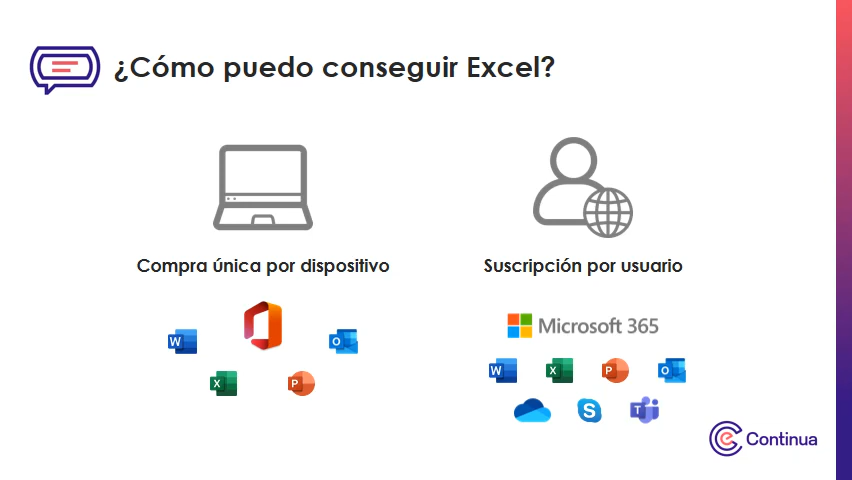 ¿Cómo puedo conseguir Excel?
Compra única por dispositivo
Suscripción por usuario
W
O
X
P
Microsoft 365
W
X
P
O
S
T
Continua